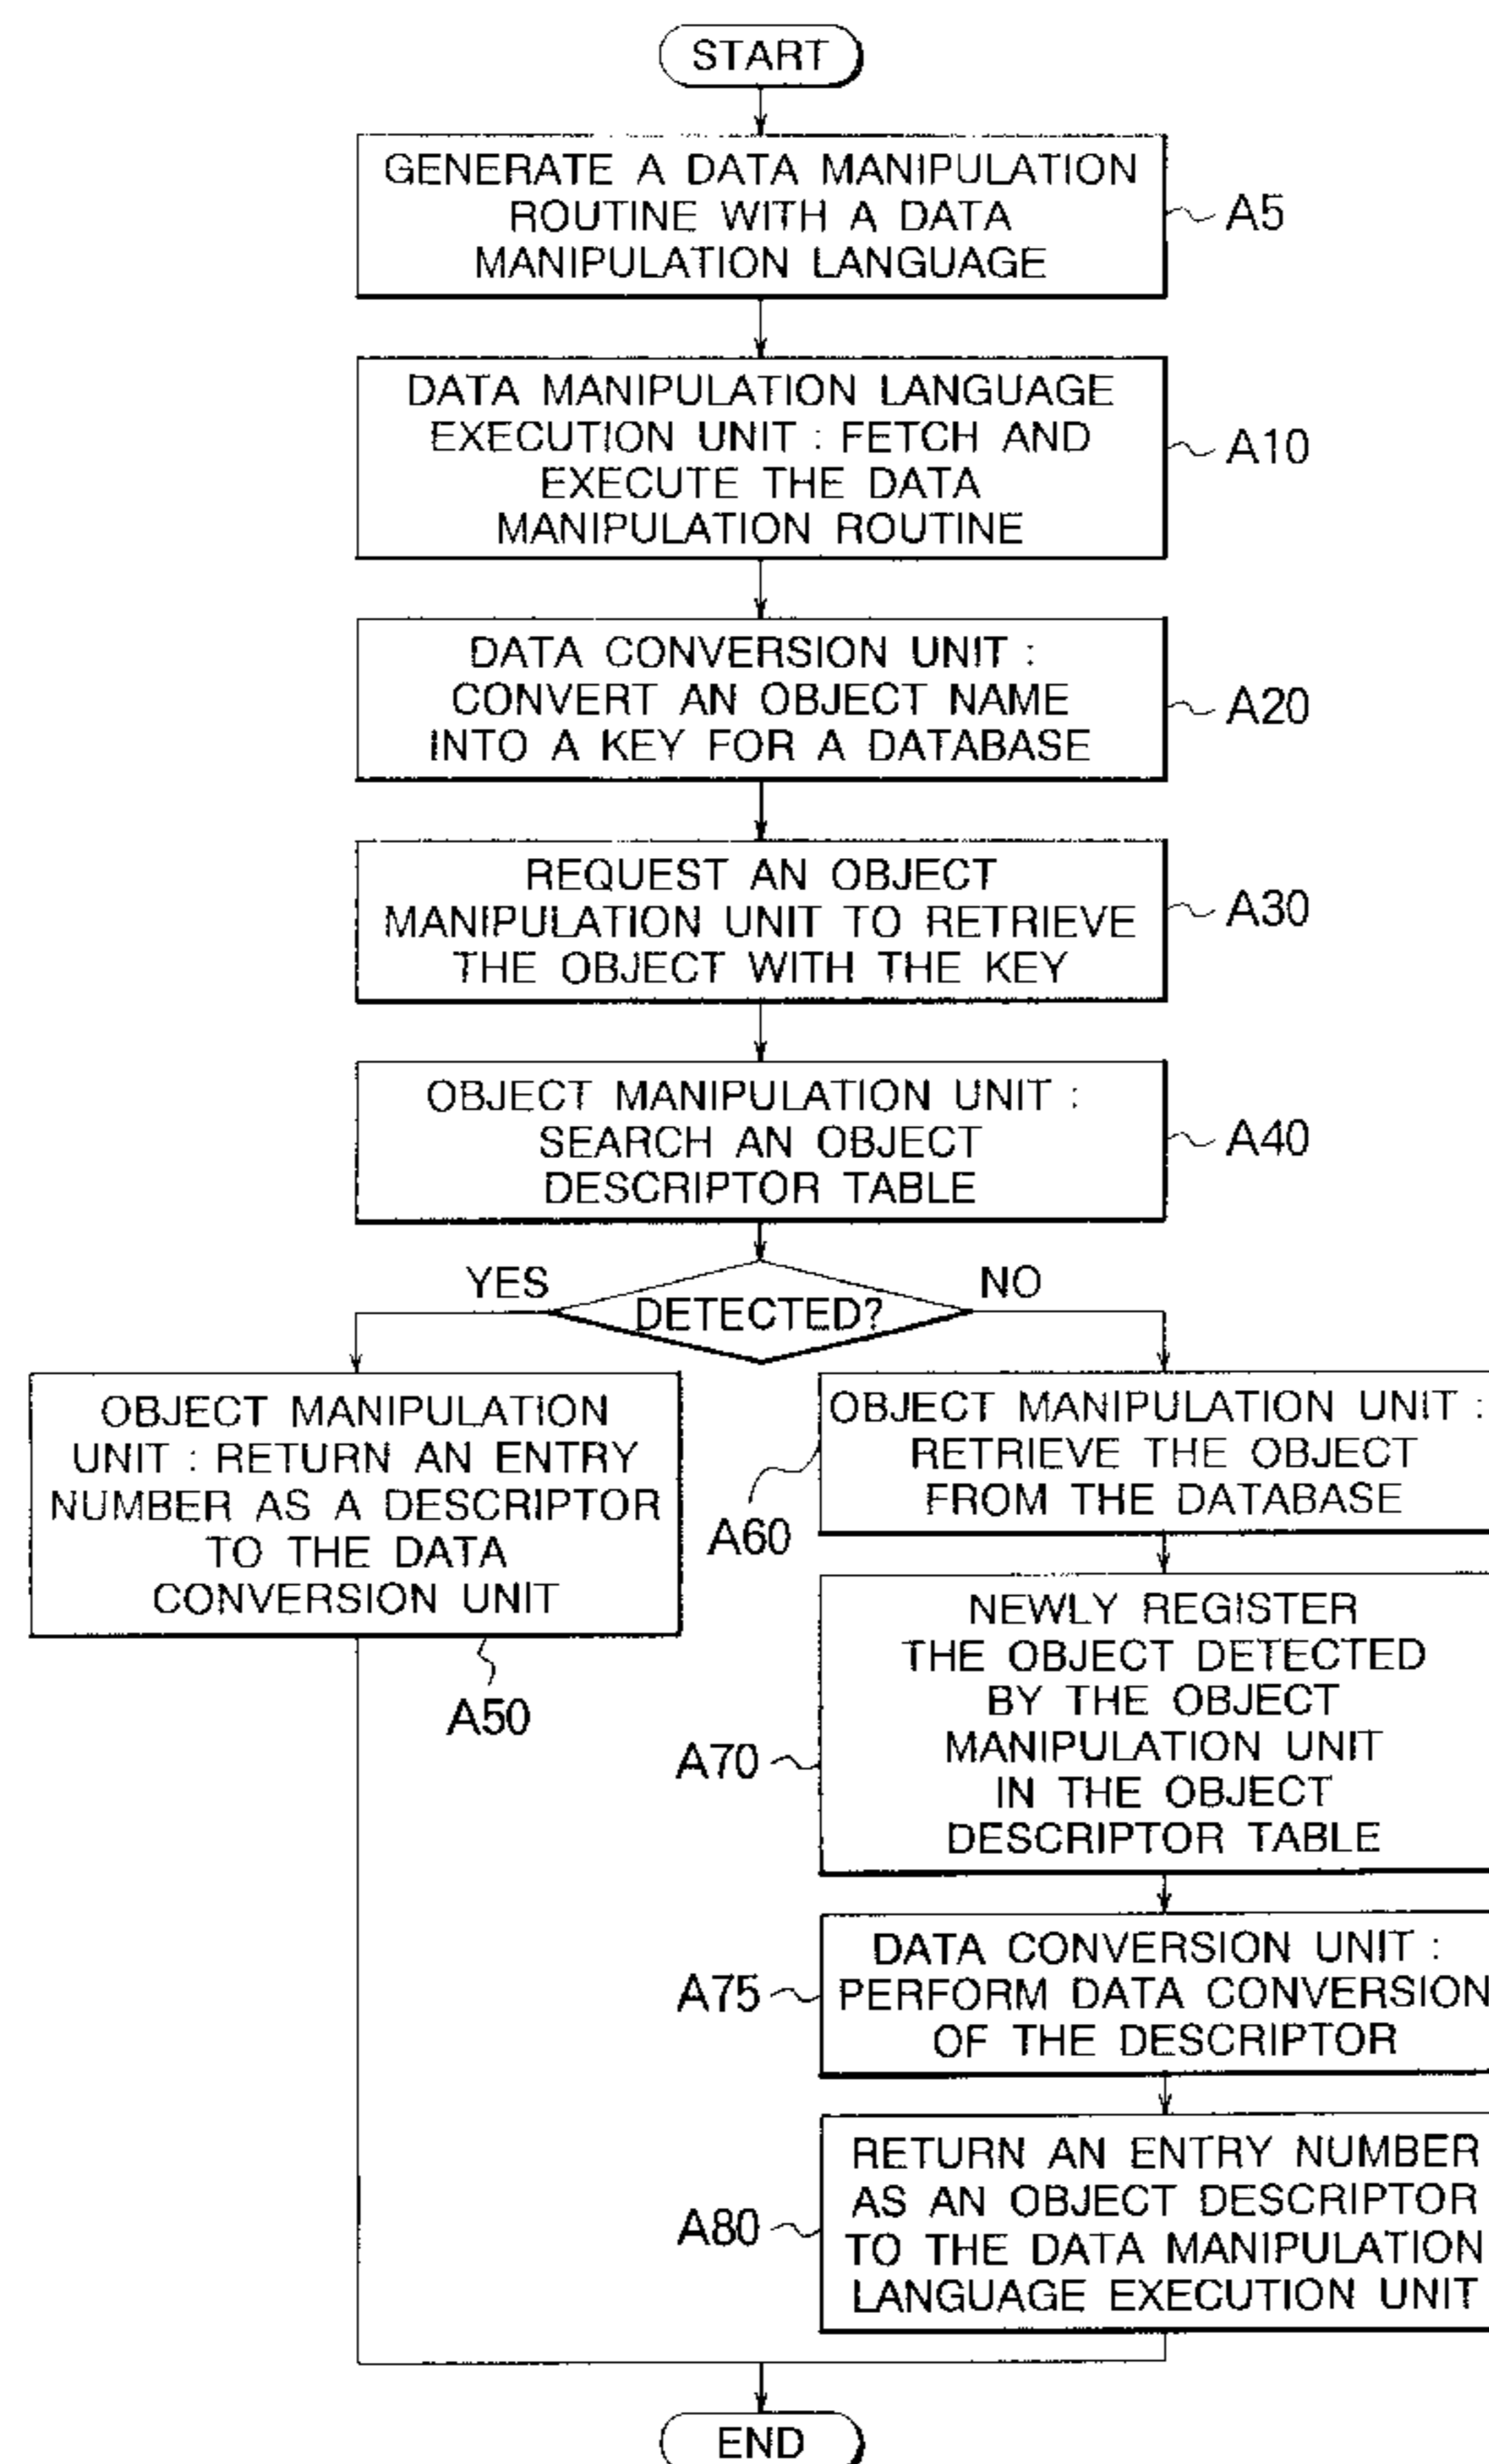 START
GENERATE A DATA MANIPULATION
ROUTINE WITH A DATA
MANIPULATION LANGUAGE
A5
DATA MANIPULATION LANGUAGE
EXECUTION UNIT : FETCH AND
EXECUTE THE DATA
MANIPULATION ROUTINE
A10
DATA CONVERSION UNIT :
CONVERT AN OBJECT NAME
INTO A KEY FOR A DATABASE
A20
REQUEST AN OBJECT
MANIPULATION UNIT TO RETRIEVE
THE OBJECT WITH THE KEY
A30
OBJECT MANIPULATION UNIT :
SEARCH AN OBJECT
DESCRIPTOR TABLE
A40
YES
NO
DETECTED?
OBJECT MANIPULATION
UNIT : RETURN AN ENTRY
NUMBER AS A DESCRIPTOR
TO THE DATA
CONVERSION UNIT
A50
OBJECT MANIPULATION UNIT :
RETRIEVE THE OBJECT
FROM THE DATABASE
A60
NEWLY REGISTER
THE OBJECT DETECTED
BY THE OBJECT
MANIPULATION UNIT
IN THE OBJECT
DESCRIPTOR TABLE
A70
DATA CONVERSION UNIT :
PERFORM DATA CONVERSION
OF THE DESCRIPTOR
A75
RETURN AN ENTRY NUMBER
AS AN OBJECT DESCRIPTOR
TO THE DATA MANIPULATION
LANGUAGE EXECUTION UNIT
A80
END